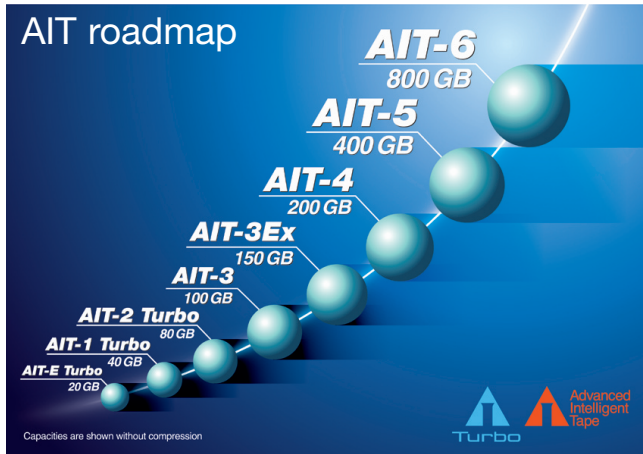 AIT roadmap
AIT-6
800 GB
AIT-5
400 GB
AIT-4
200 GB
AIT-3Ex
150 GB
AIT-3
100 GB
AIT-2 Turbo
80 GB
AIT-1 Turbo
40 GB
AIT-E Turbo
20 GB
Capacities are shown without compression
Turbo
Advanced
Intelligent
Tape